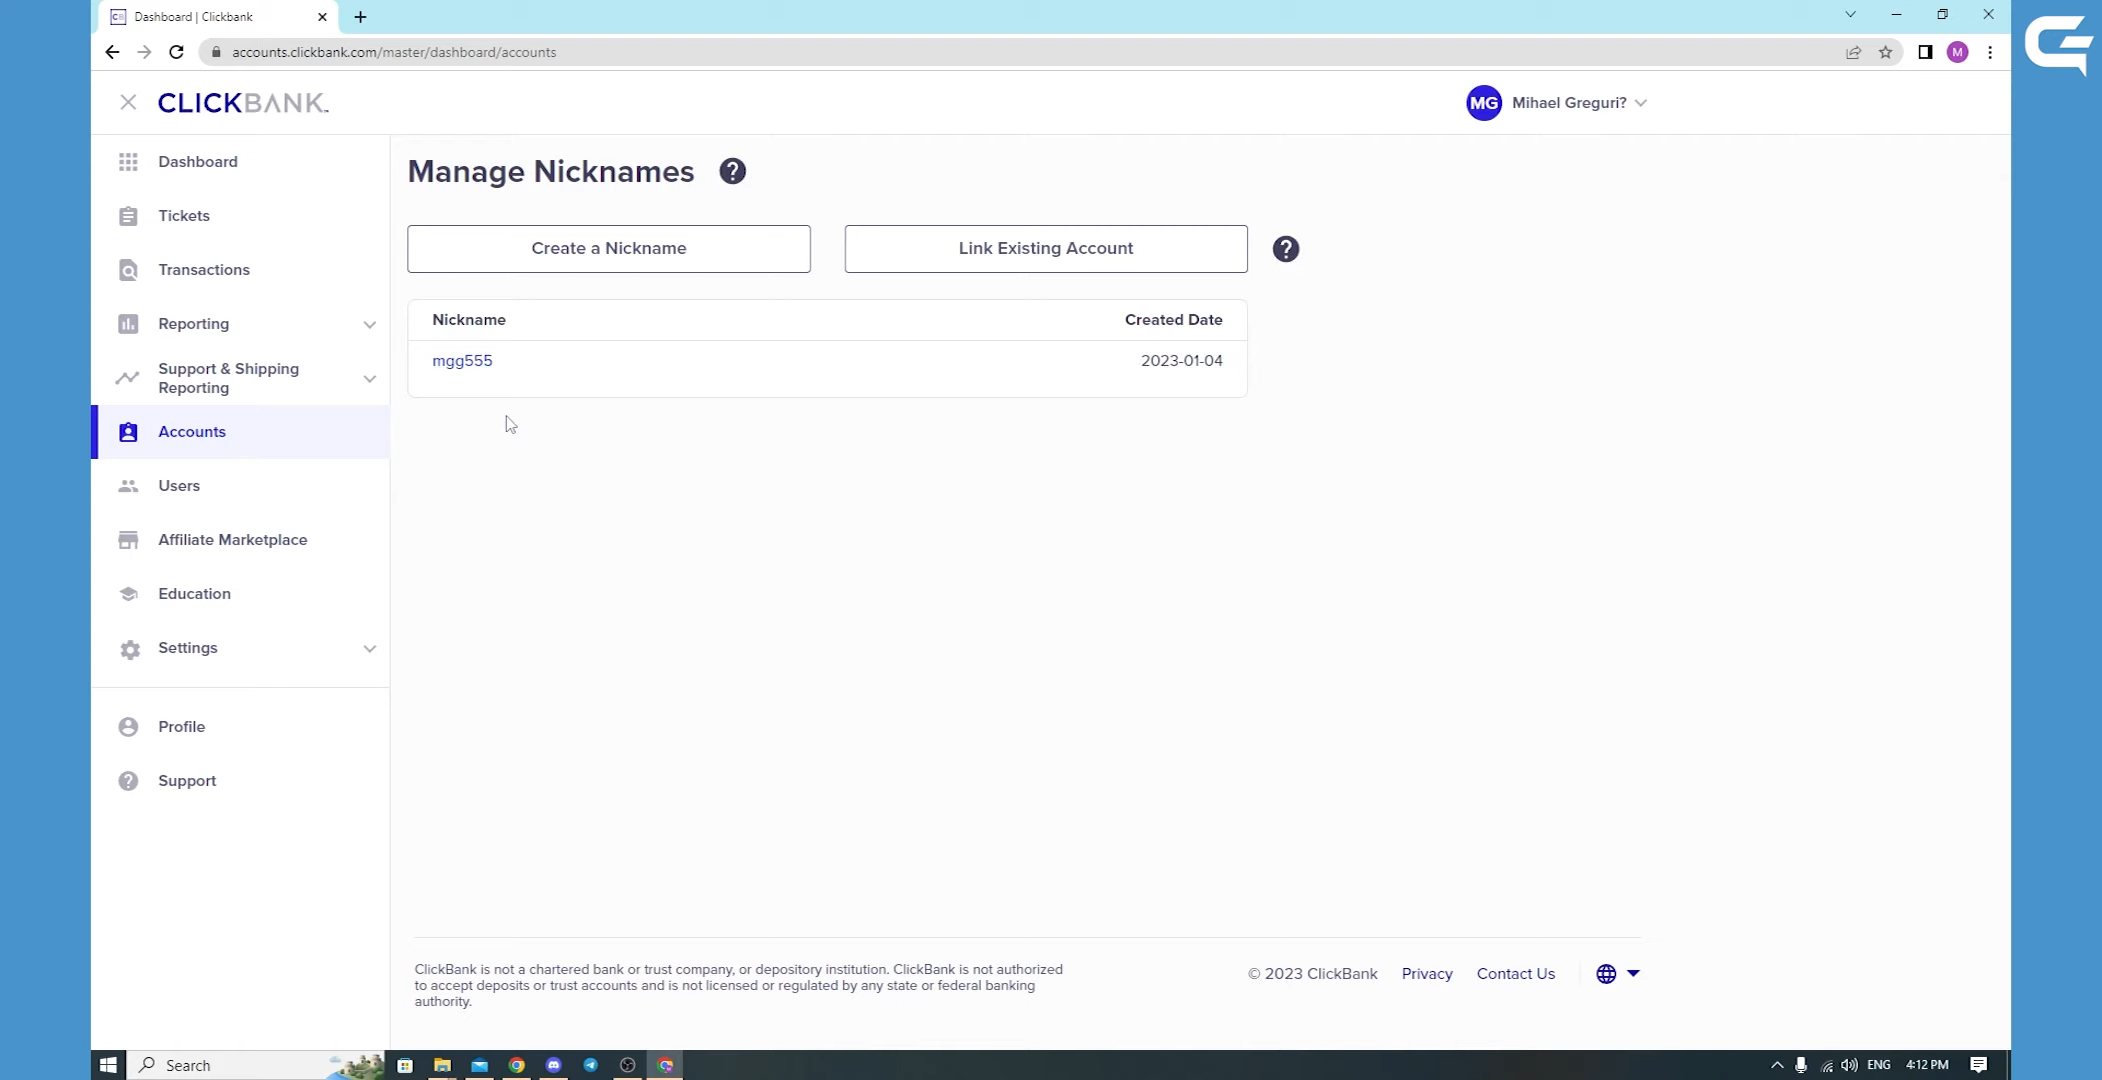 Dashboard | Clickbank
accounts.clickbank.com/master/dashboard/accounts
M
CLICKBANK
MG
Mihael Greguri?
Dashboard
Tickets
Transactions
Reporting
Support & Shipping
Reporting
Accounts
Users
Affiliate Marketplace
Education
Settings
Profile
Support
Manage Nicknames
?
Create a Nickname
Link Existing Account
?
Nickname
Created Date
mgg555
2023-01-04
ClickBank is not a chartered bank or trust company, or depository institution. ClickBank is not authorized
to accept deposits or trust accounts and is not licensed or regulated by any state or federal banking
authority.
© 2023 ClickBank
Privacy
Contact Us
Search
ENG
4:12 PM